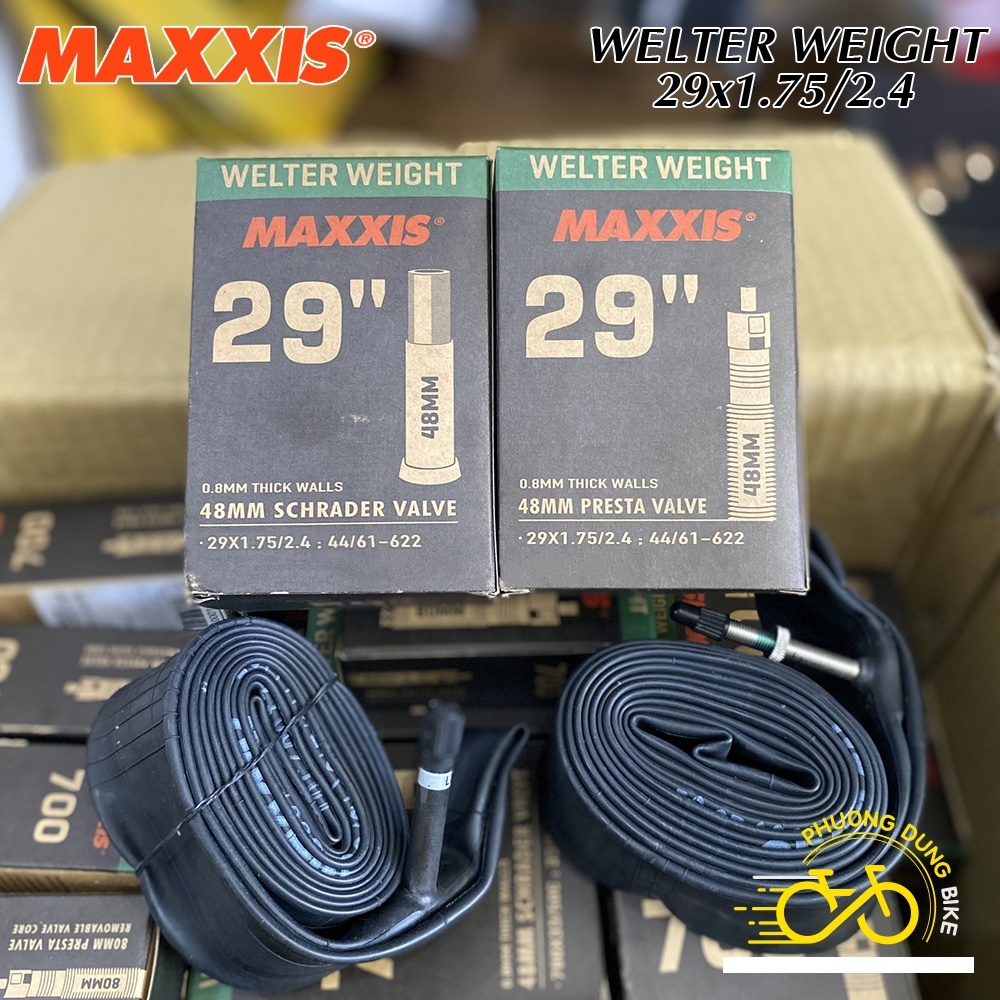 MAXXIS®
WELTER WEIGHT
29x1.75/2.4
WELTER WEIGHT
MAXXIS®
29"
48MM
0.8MM THICK WALLS
48MM SCHRADER VALVE
·29X1.75/2.4 : 44/61-622
WELTER WEIGHT
MAXXIS®
29"
48MM
0.8MM THICK WALLS
48MM PRESTA VALVE
·29X1.75/2.4 : 44/61-622
700
700
80MM PRESTA VALVE
REMOVABLE VALVE CORE
80MM
48MM SCHRADER VALVE
PHUONG DUNG BIKE